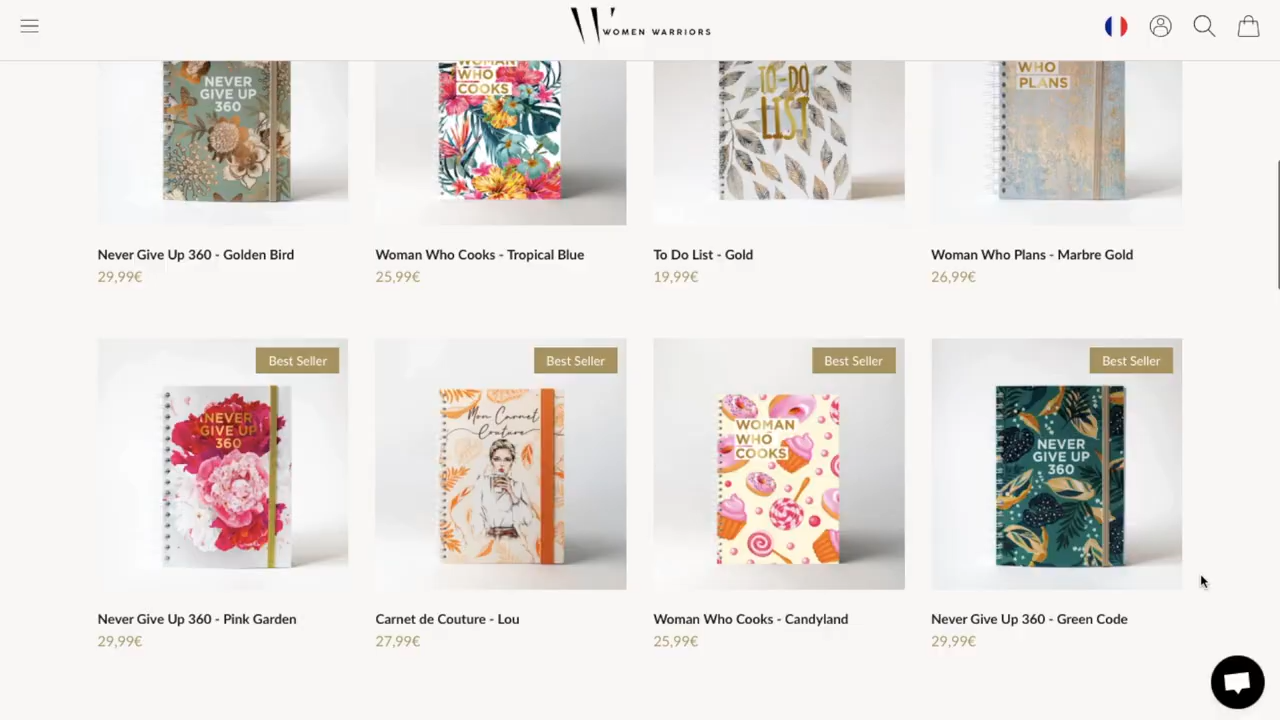 WOMEN WARRIORS
NEVER
GIVE UP
360
WOMAN
WHO
COOKS
TO-DO
LIST
WHO
PLANS
Never Give Up 360 - Golden Bird
29,99€
Woman Who Cooks - Tropical Blue
25,99€
To Do List - Gold
19,99€
Woman Who Plans - Marbre Gold
26,99€
Best Seller
Best Seller
Best Seller
Best Seller
NEVER
GIVE UP
360
Mon Carnet
Couture
WOMAN
WHO
COOKS
NEVER
GIVE UP
360
Never Give Up 360 - Pink Garden
29,99€
Carnet de Couture - Lou
27,99€
Woman Who Cooks - Candyland
25,99€
Never Give Up 360 - Green Code
29,99€